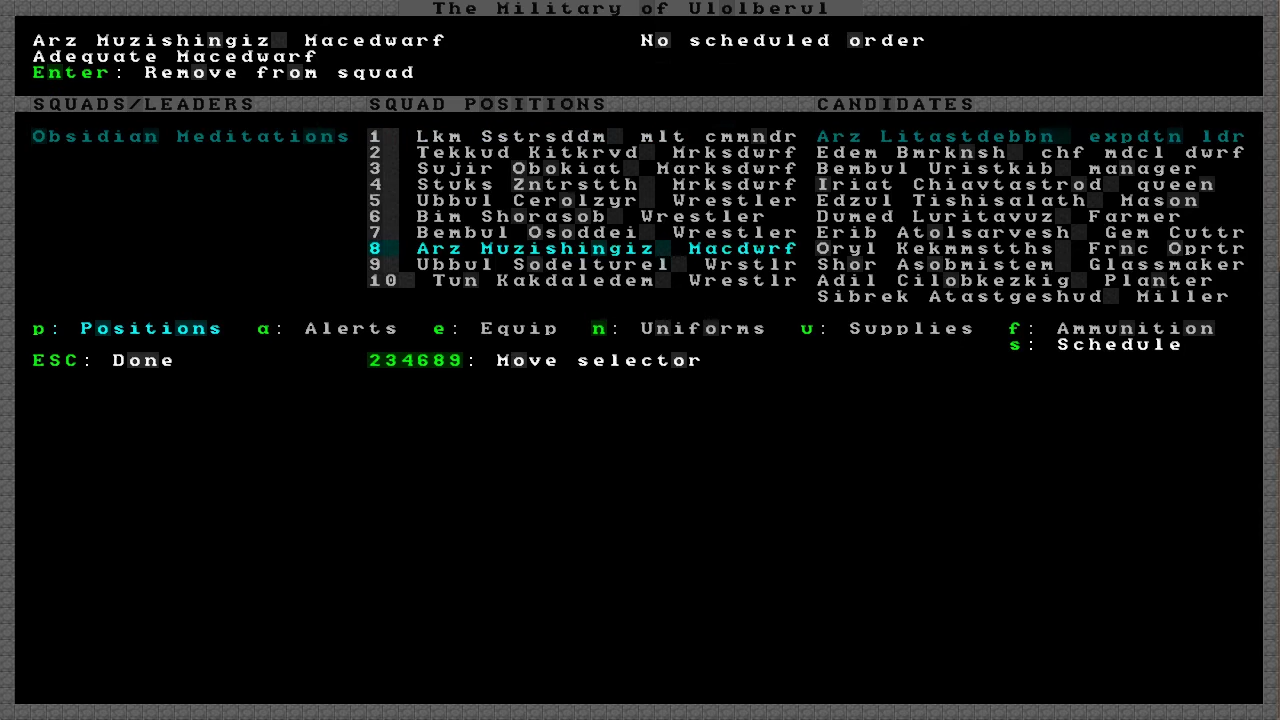 The Military of Ulolberul
Arz Muzishingiz Macedwarf No scheduled order
Adequate Macedwarf
Enter: Remove from squad
SQUADS/LEADERS SQUAD POSITIONS CANDIDATES
Obsidian Meditations 1 Lkm Sstrsddm mlt cmmndr Arz Litastdebbn expdtn ldr
2 Tekkud Kitkrvd Mrksdwrf Edem Bmrknsh chf mdcl dwrf
3 Sujir Obokiat Marksdwrf Bembul Uristkib manager
4 Stuks Zntrstth Mrksdwrf Iriat Chiavtastrod queen
5 Ubbul Cerolzyr Wrestler Edzul Tishisalath Mason
6 Bim Shorasob Wrestler Dumed Luritavuz Farmer
7 Bembul Osoddei Wrestler Erib Atolsarvesh Gem Cuttr
8 Arz Muzishingiz Macdwrf Oryl Kekmmstths Frnc Oprtr
9 Ubbul Sodelturel Wrstlr Shor Asobmistem Glassmaker
10 Tun Kakdaledem Wrestlr Adil Cilobkezkig Planter
Sibrek Atastgeshud Miller
p: Positions a: Alerts e: Equip n: Uniforms u: Supplies f: Ammunition
s: Schedule
ESC: Done 234689: Move selector